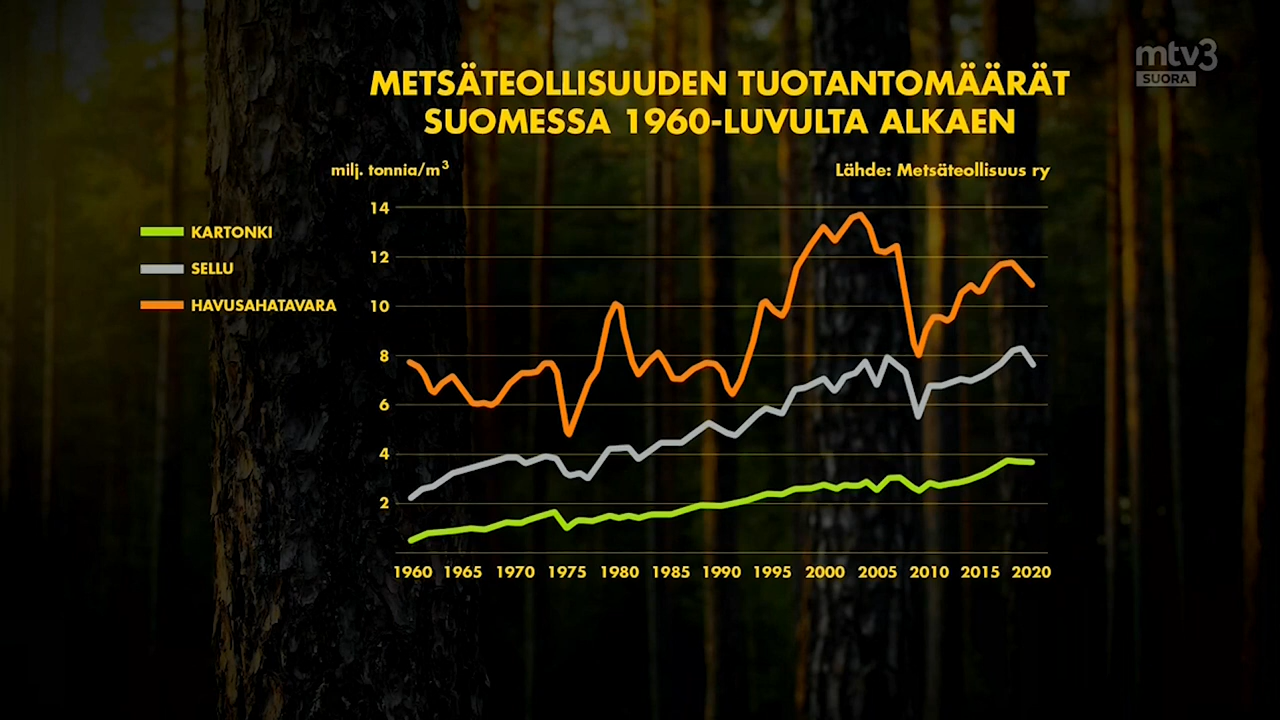 mtv3
SUORA
METSÄTEOLLISUUDEN TUOTANTOMÄÄRÄT
SUOMESSA 1960-LUVULTA ALKAEN
milj. tonnia/m³
Lähde: Metsäteollisuus ry
KARTONKI
SELLU
HAVUSAHATAVARA
14
12
10
8
6
4
2
1960 1965 1970 1975 1980 1985 1990 1995 2000 2005 2010 2015 2020